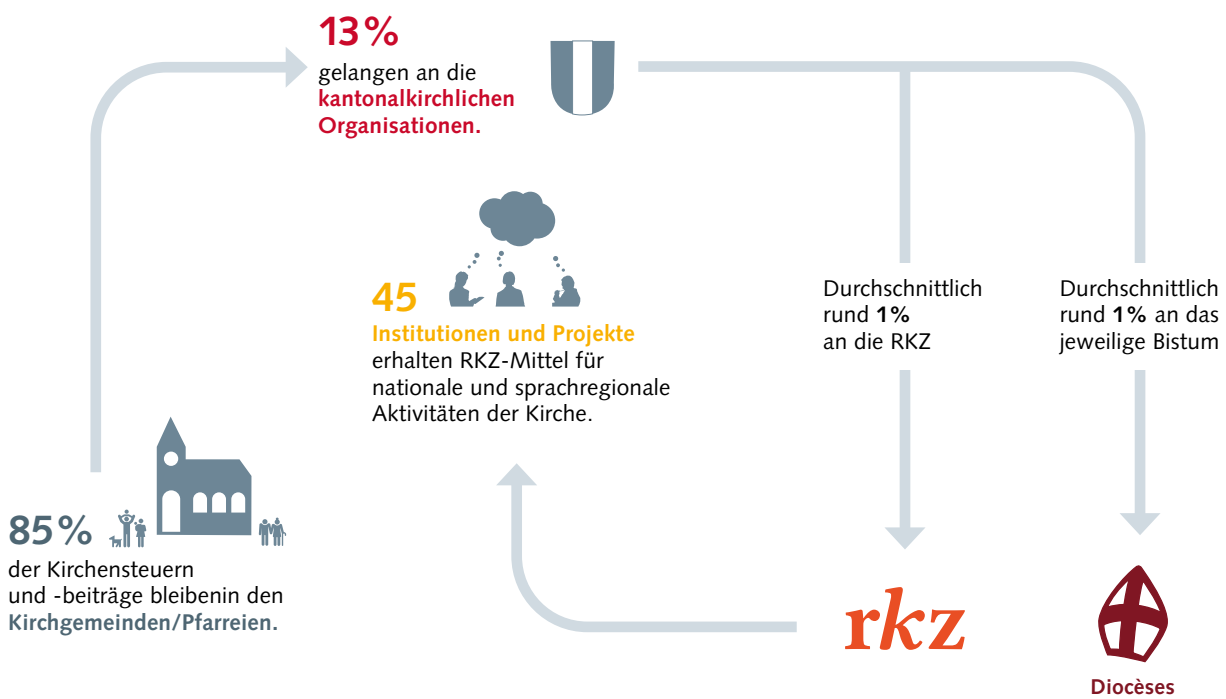 13%
gelangen an die
kantonalkirchlichen
Organisationen.
45
Institutionen und Projekte
erhalten RKZ-Mittel für
nationale und sprachregionale
Aktivitäten der Kirche.
Durchschnittlich
rund 1%
an die RKZ
Durchschnittlich
rund 1% an das
jeweilige Bistum
85%
der Kirchensteuern
und -beiträge bleibenin den
Kirchgemeinden/Pfarreien.
rkz
Diocèses